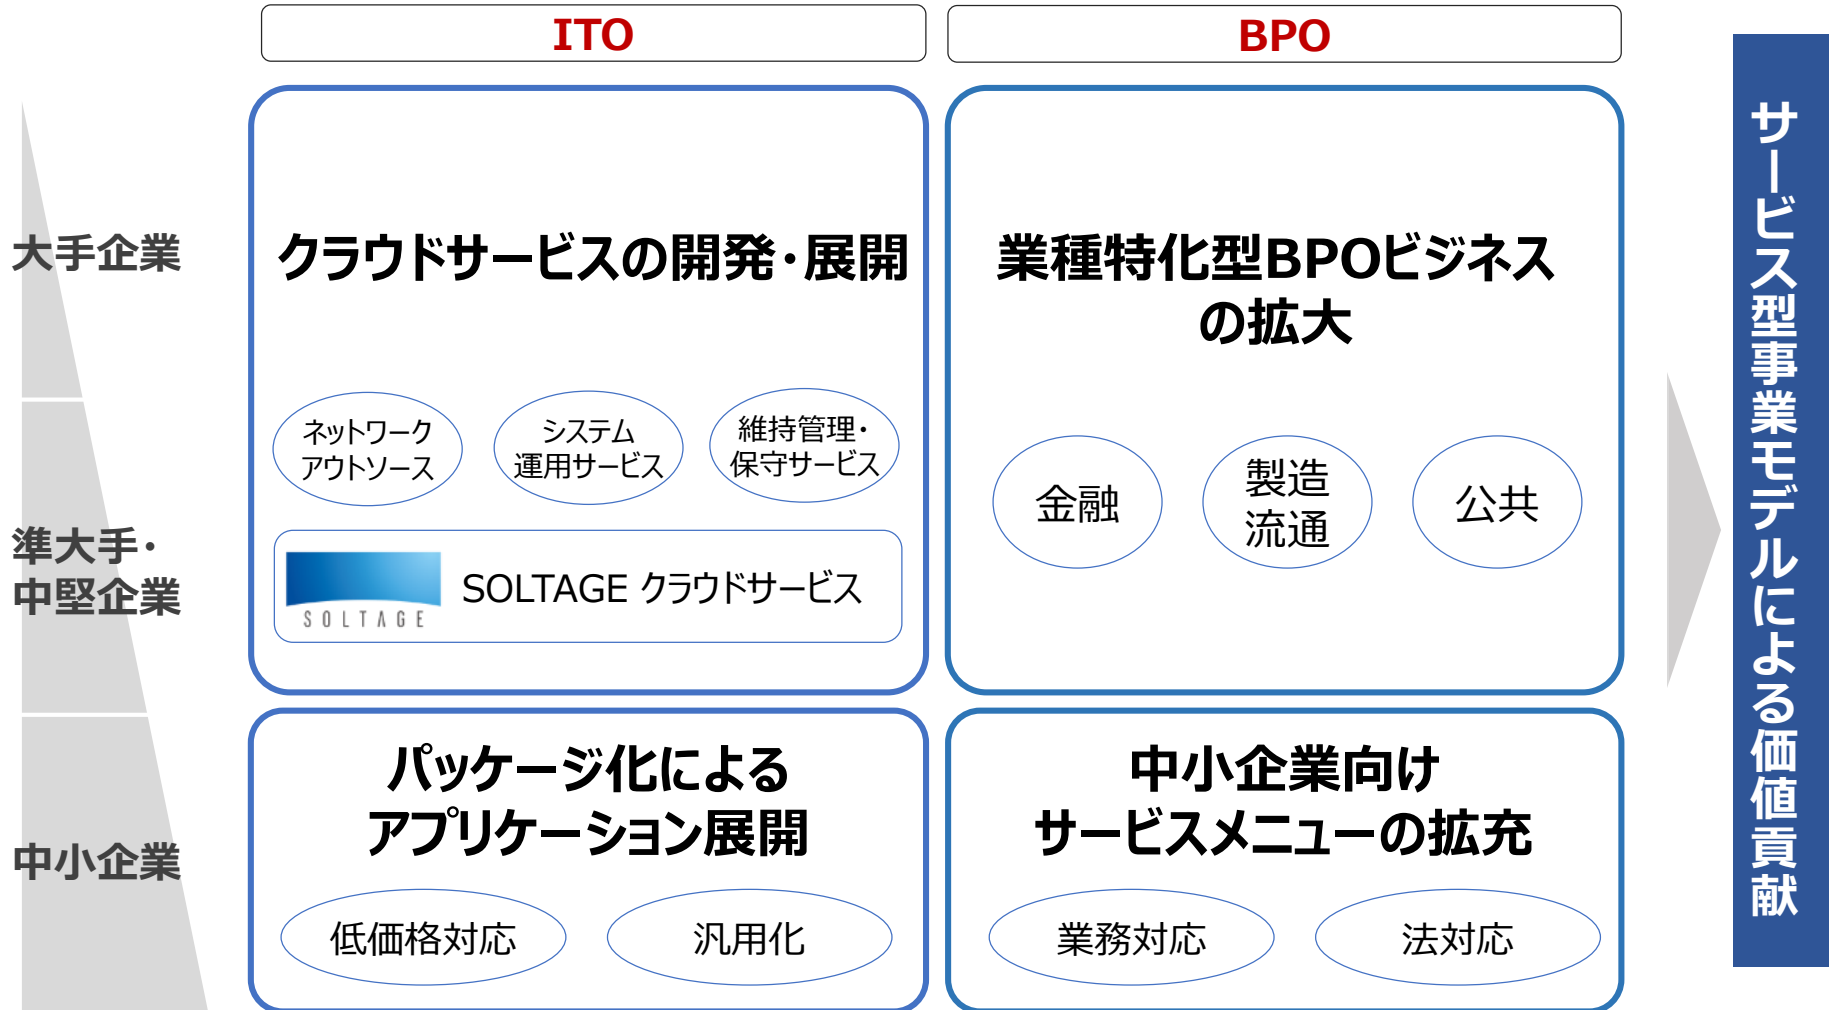 ITO
BPO
大手企業
クラウドサービスの開発・展開
業種特化型BPOビジネス
の拡大
ネットワーク
アウトソース
システム
運用サービス
維持管理・
保守サービス
金融
製造
流通
公共
準大手・
中堅企業
SOLTAGE
SOLTAGE クラウドサービス
中小企業
パッケージ化による
アプリケーション展開
低価格対応
汎用化
中小企業向け
サービスメニューの拡充
業務対応
法対応
サービス型事業モデルによる価値貢献